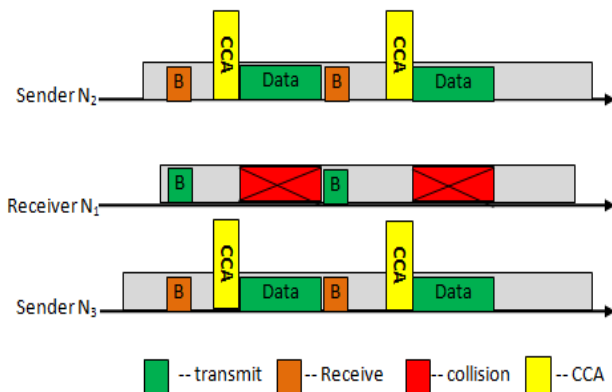 CCA CCA
B Data B Data
Sender N2
B B
Receiver N1
CCA CCA
B Data B Data
Sender N3
-- transmit -- Receive -- collision -- CCA